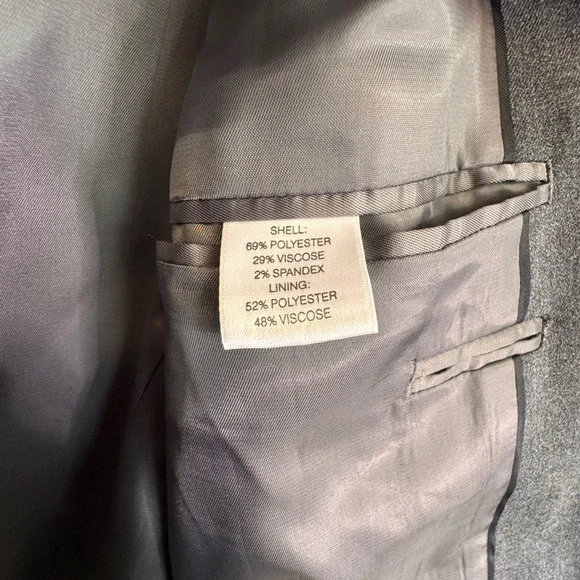 SHELL:
69% POLYESTER
29% VISCOSE
2% SPANDEX
LINING:
52% POLYESTER
48% VISCOSE